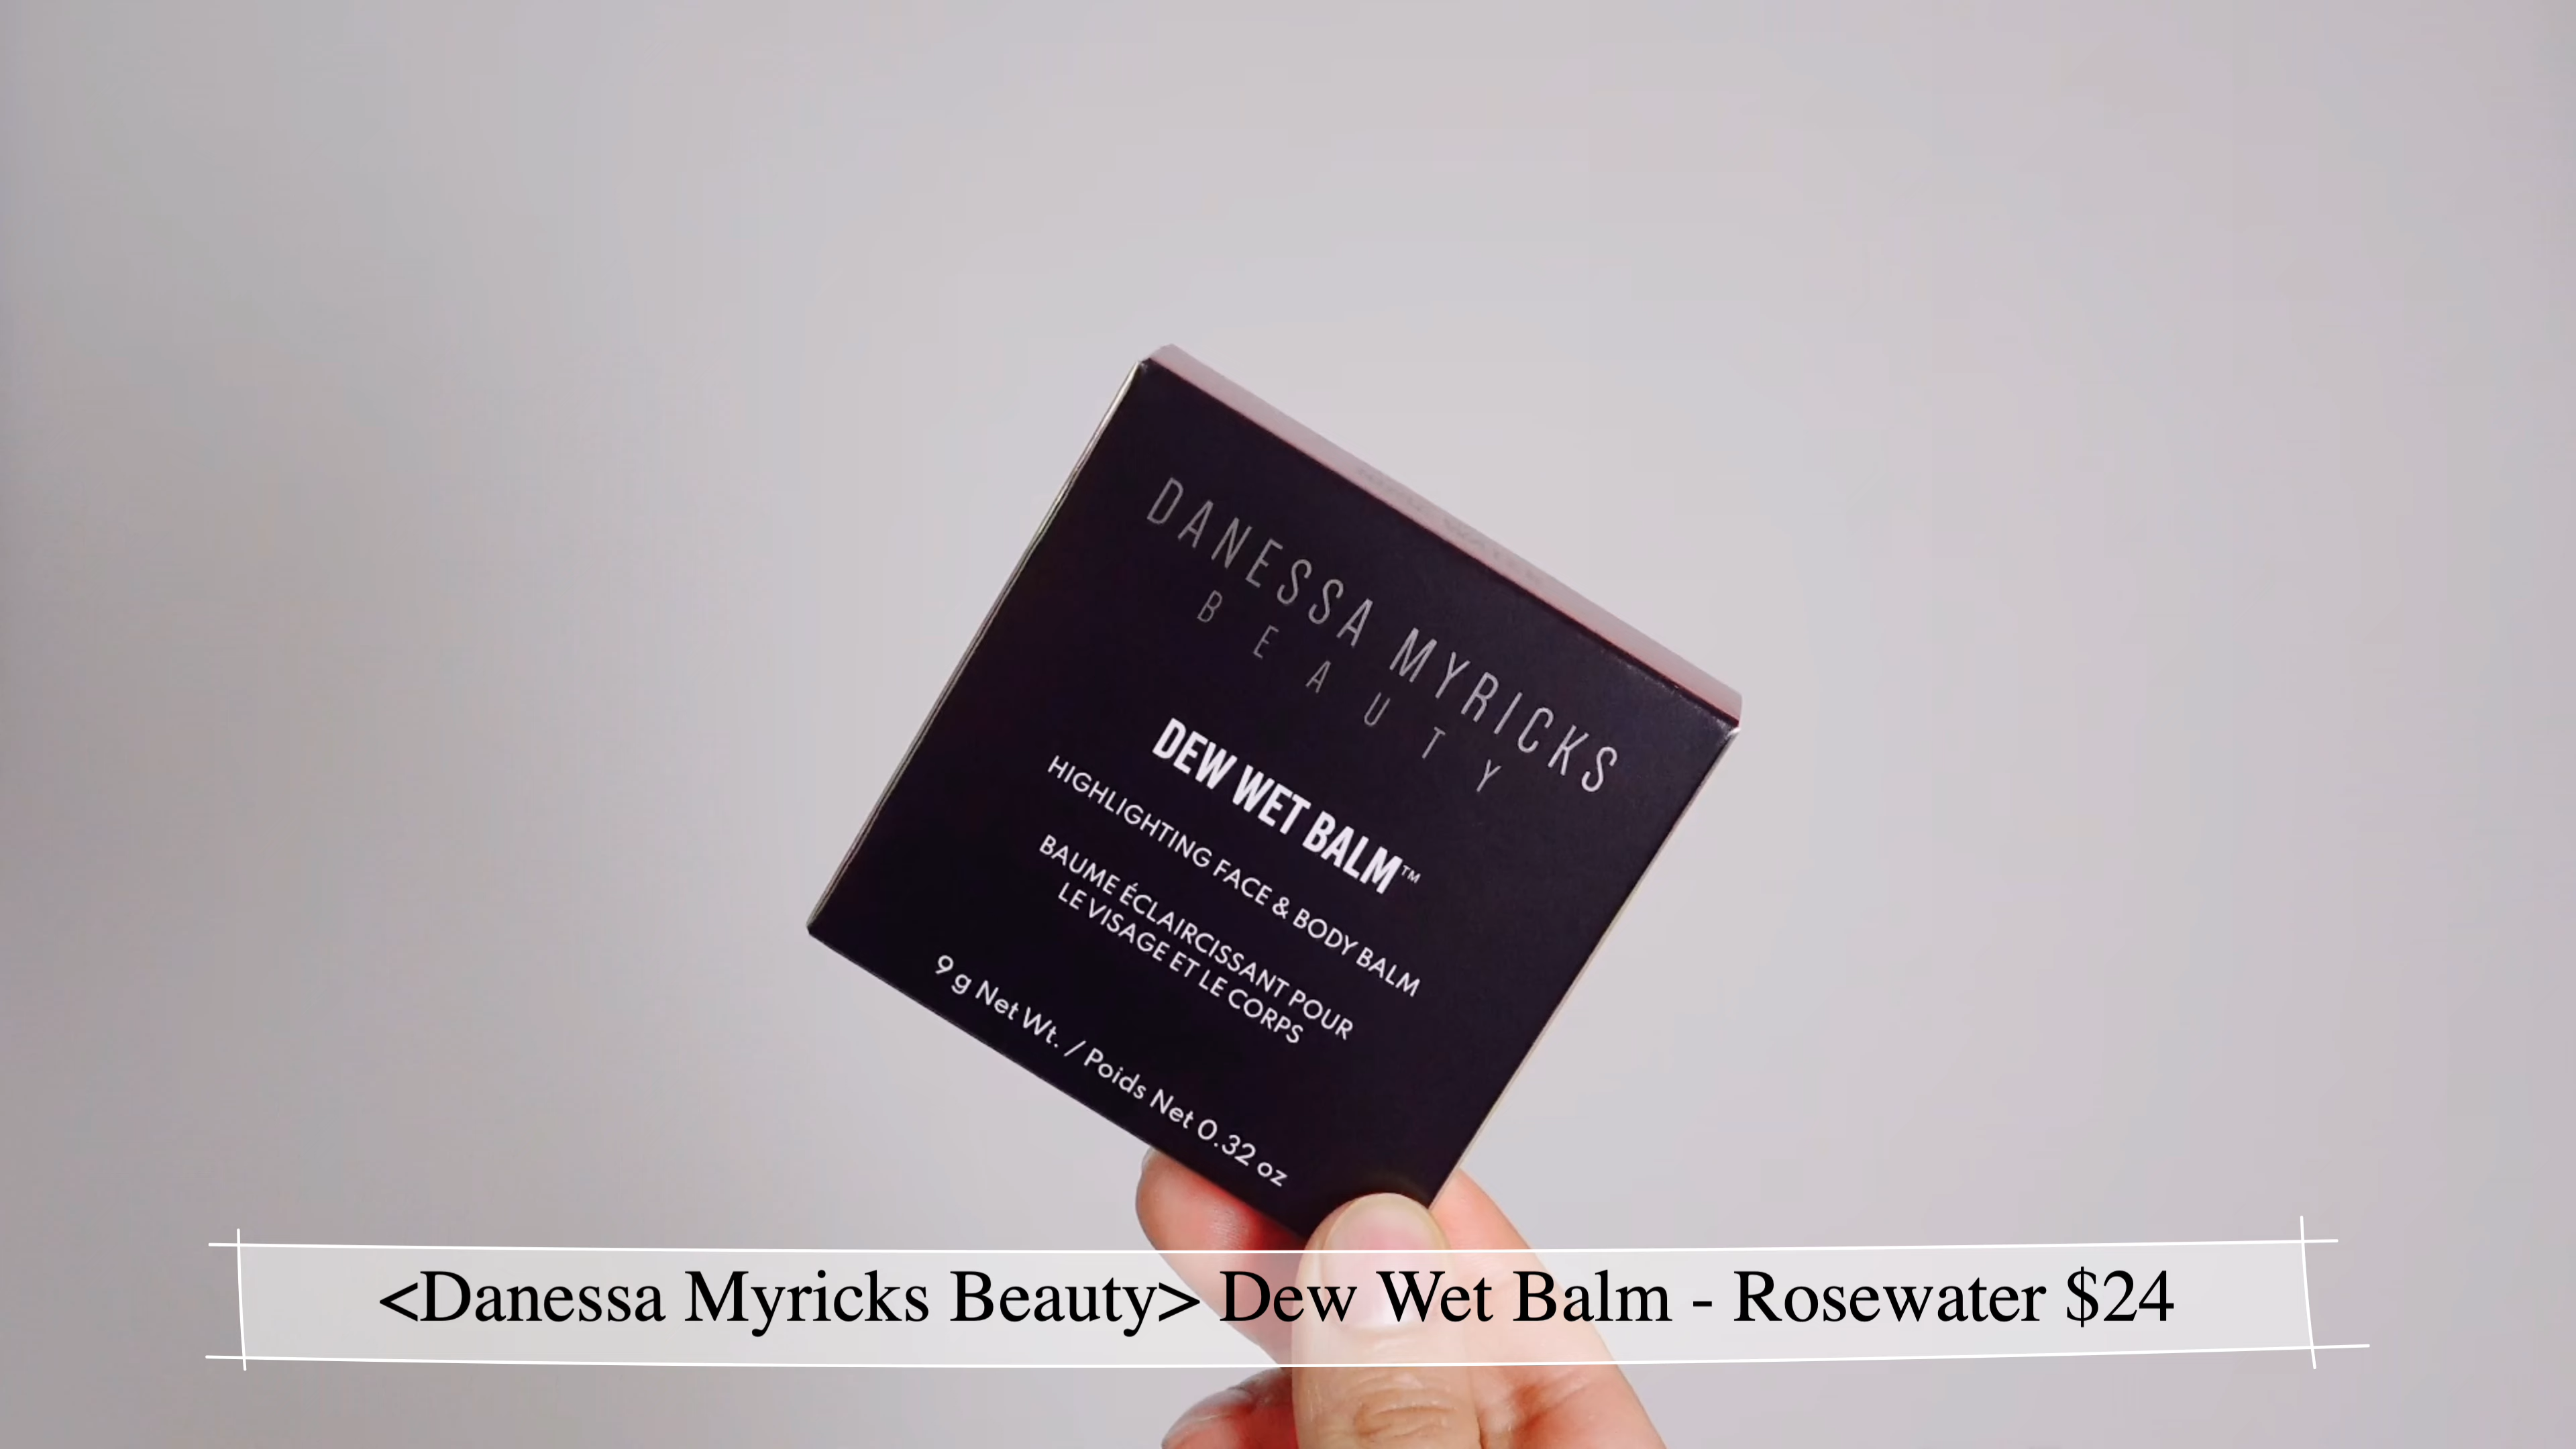 DANESSA MYRICKS
BEAUTY
DEW WET BALM™
HIGHLIGHTING FACE & BODY BALM
BAUME ÉCLAIRCISSANT POUR
LE VISAGE ET LE CORPS
9 g Net Wt. / Poids Net 0.32 oz
<Danessa Myricks Beauty> Dew Wet Balm - Rosewater $24